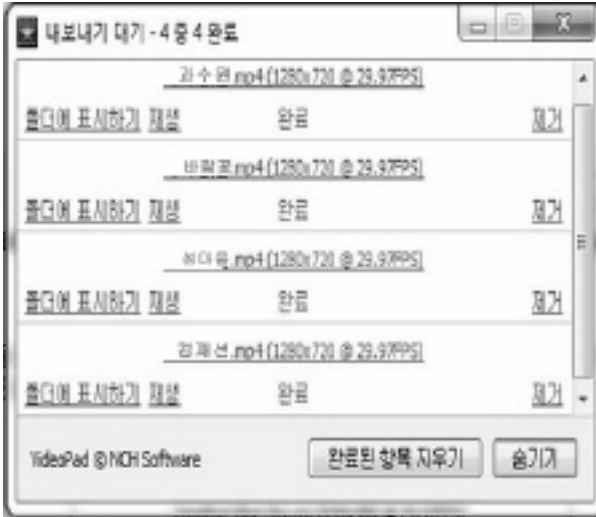 내보내기 대기 - 4 중 4 완료
과수원.mp4 (1280x720 @ 29.97FPS)
폴더에 표시하기 재생 완료 제거
.mp4 (1280x720 @ 29.97FPS)
폴더에 표시하기 재생 완료 제거
.mp4 (1280x720 @ 29.97FPS)
폴더에 표시하기 재생 완료 제거
.mp4 (1280x720 @ 29.97FPS)
폴더에 표시하기 재생 완료 제거
VideoPad © NCH Software 완료된 항목 지우기 숨기기